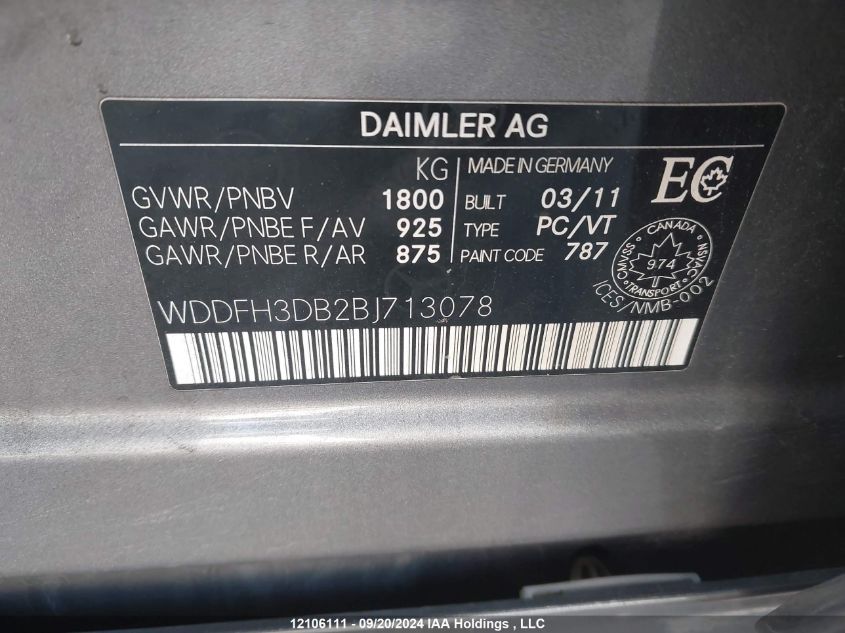 DAIMLER AG
KG
GVWR/PNBV 1800
GAWR/PNBE F/AV 925
GAWR/PNBE R/AR 875
MADE IN GERMANY
BUILT 03/11
TYPE PC/VT
PAINT CODE 787
EC
CANADA
NSVAC
974
CMVSS
TRANSPORT
ICES/NMB-002
WDDFH3DB2BJ713078
12106111 - 09/20/2024 IAA Holdings, LLC